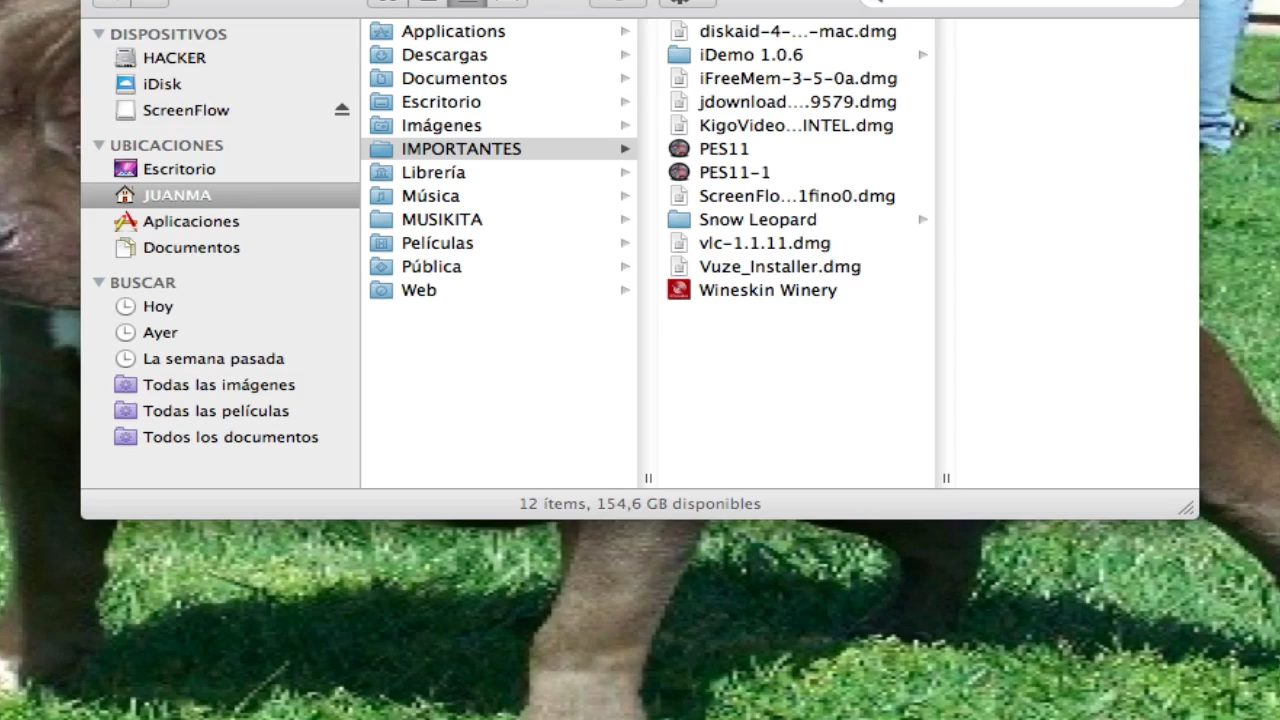 DISPOSITIVOS
HACKER
iDisk
ScreenFlow
UBICACIONES
Escritorio
JUANMA
Aplicaciones
Documentos
BUSCAR
Hoy
Ayer
La semana pasada
Todas las imágenes
Todas las películas
Todos los documentos
Applications
Descargas
Documentos
Escritorio
Imágenes
IMPORTANTES
Librería
Música
MUSIKITA
Películas
Pública
Web
diskaid-4-...-mac.dmg
iDemo 1.0.6
iFreeMem-3-5-0a.dmg
jdownload....9579.dmg
KigoVideo...INTEL.dmg
PES11
PES11-1
ScreenFlo...1fino0.dmg
Snow Leopard
vlc-1.1.11.dmg
Vuze_Installer.dmg
Wineskin Winery
12 ítems, 154,6 GB disponibles